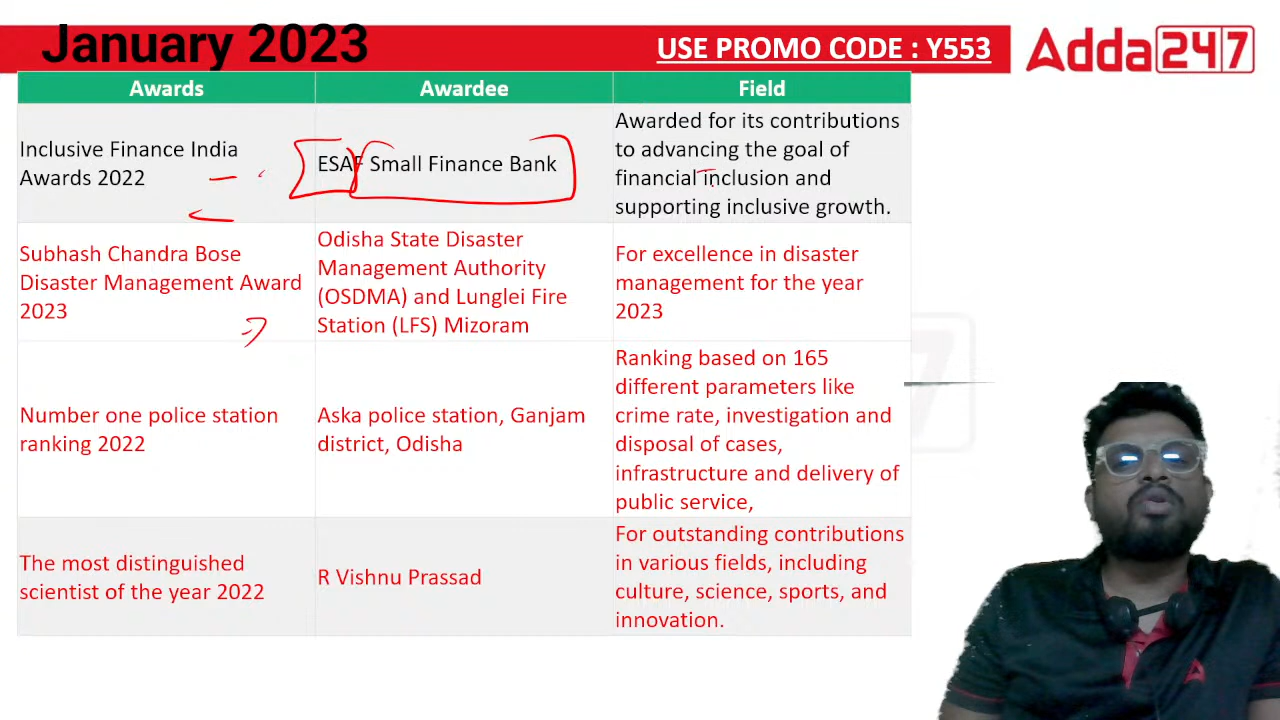 January 2023
USE PROMO CODE : Y553
Adda247
Awards
Awardee
Field
Inclusive Finance India
Awards 2022
ESAF Small Finance Bank
Awarded for its contributions
to advancing the goal of
financial inclusion and
supporting inclusive growth.
Subhash Chandra Bose
Disaster Management Award
2023
Odisha State Disaster
Management Authority
(OSDMA) and Lunglei Fire
Station (LFS) Mizoram
For excellence in disaster
management for the year
2023
Number one police station
ranking 2022
Aska police station, Ganjam
district, Odisha
Ranking based on 165
different parameters like
crime rate, investigation and
disposal of cases,
infrastructure and delivery of
public service,
The most distinguished
scientist of the year 2022
R Vishnu Prassad
For outstanding contributions
in various fields, including
culture, science, sports, and
innovation.